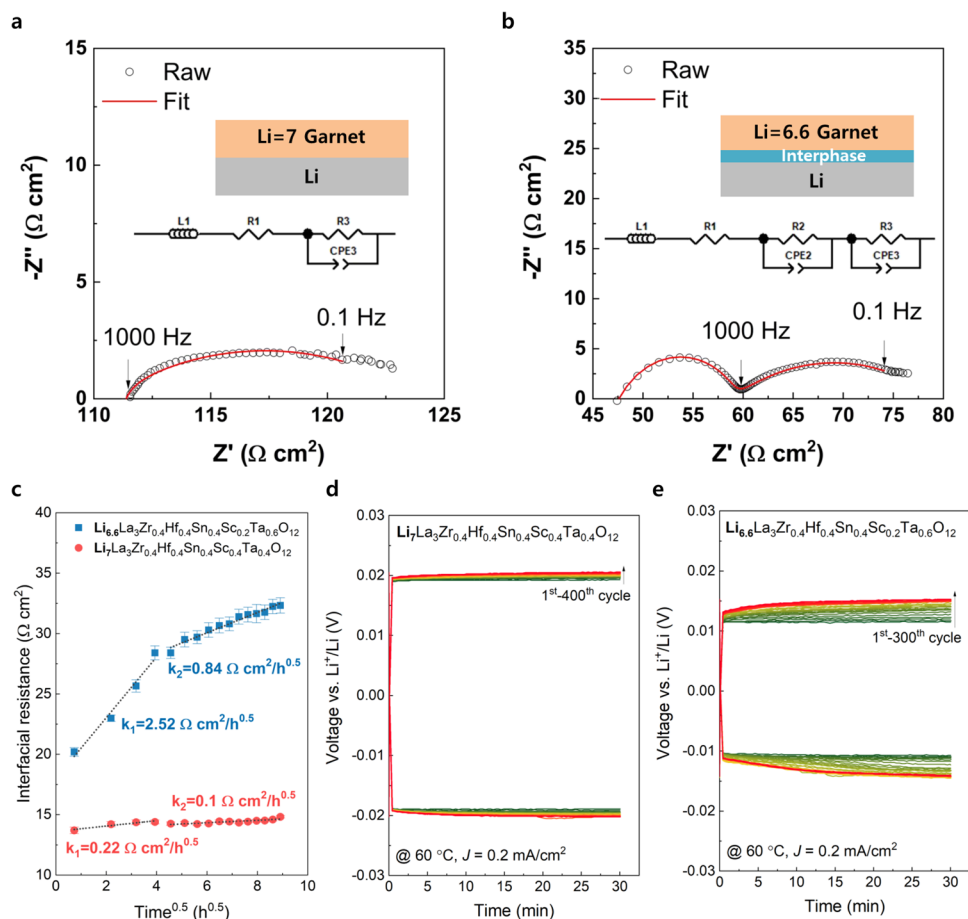 a
15
10
5
0
-Z" (Ω cm²)
Raw
Fit
Li=7 Garnet
Li
L1
R1
R3
CPE3
1000 Hz
0.1 Hz
110
115
120
125
Z' (Ω cm²)
b
35
30
25
20
15
10
5
0
-Z" (Ω cm²)
Raw
Fit
Li=6.6 Garnet
Interphase
Li
L1
R1
R2
R3
CPE2
CPE3
1000 Hz
0.1 Hz
45
50
55
60
65
70
75
80
Z' (Ω cm²)
c
40
35
30
25
20
15
10
Interfacial resistance (Ω cm²)
Li₆.₆La₃Zr₀.₄Hf₀.₄Sn₀.₄Sc₀.₂Ta₀.₆O₁₂
Li₇La₃Zr₀.₄Hf₀.₄Sn₀.₄Sc₀.₄Ta₀.₄O₁₂
k₂=0.84 Ω cm²/h⁰·⁵
k₁=2.52 Ω cm²/h⁰·⁵
k₂=0.1 Ω cm²/h⁰·⁵
k₁=0.22 Ω cm²/h⁰·⁵
0
2
4
6
8
10
Time⁰·⁵ (h⁰·⁵)
d
0.03
0.02
0.01
0.00
-0.01
-0.02
-0.03
Voltage vs. Li⁺/Li (V)
Li₇La₃Zr₀.₄Hf₀.₄Sn₀.₄Sc₀.₄Ta₀.₄O₁₂
1ˢᵗ-400ᵗʰ cycle
@ 60 °C, J = 0.2 mA/cm²
0
5
10
15
20
25
30
Time (min)
e
0.03
0.02
0.01
0.00
-0.01
-0.02
-0.03
Voltage vs. Li⁺/Li (V)
Li₆.₆La₃Zr₀.₄Hf₀.₄Sn₀.₄Sc₀.₂Ta₀.₆O₁₂
1ˢᵗ-300ᵗʰ cycle
@ 60 °C, J = 0.2 mA/cm²
0
5
10
15
20
25
30
Time (min)